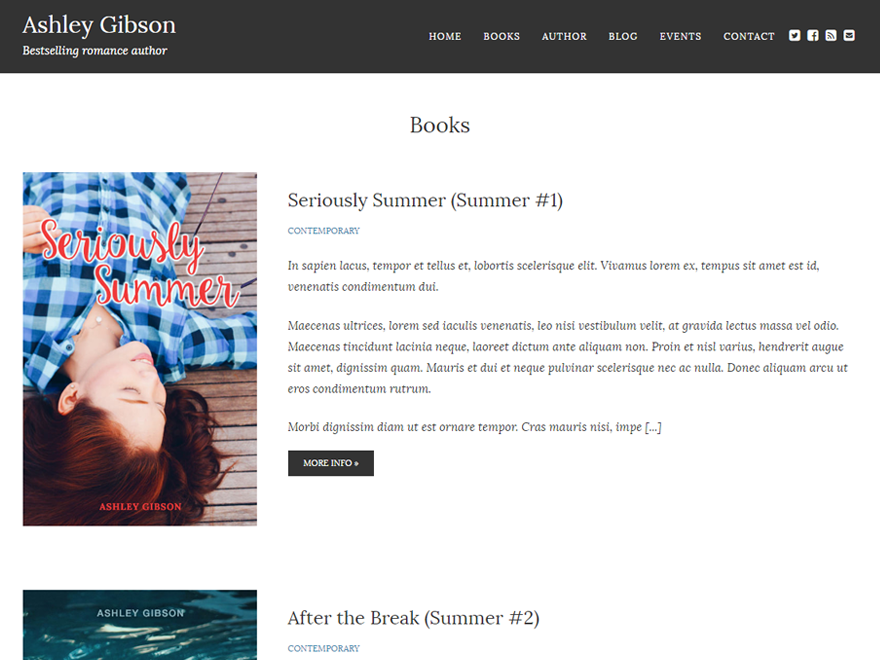 Ashley Gibson
Bestselling romance author
HOME BOOKS AUTHOR BLOG EVENTS CONTACT
Books
Seriously
Summer
ASHLEY GIBSON
Seriously Summer (Summer #1)
CONTEMPORARY
In sapien lacus, tempor et tellus et, lobortis scelerisque elit. Vivamus lorem ex, tempus sit amet est id,
venenatis condimentum dui.
Maecenas ultrices, lorem sed iaculis venenatis, leo nisi vestibulum velit, at gravida lectus massa vel odio.
Maecenas tincidunt lacinia neque, laoreet dictum ante aliquam non. Proin et nisl varius, hendrerit augue
sit amet, dignissim quam. Mauris et dui et neque pulvinar scelerisque nec ac nulla. Donec aliquam arcu ut
eros condimentum rutrum.
Morbi dignissim diam ut est ornare tempor. Cras mauris nisi, impe [...]
MORE INFO »
ASHLEY GIBSON
After the Break (Summer #2)
CONTEMPORARY